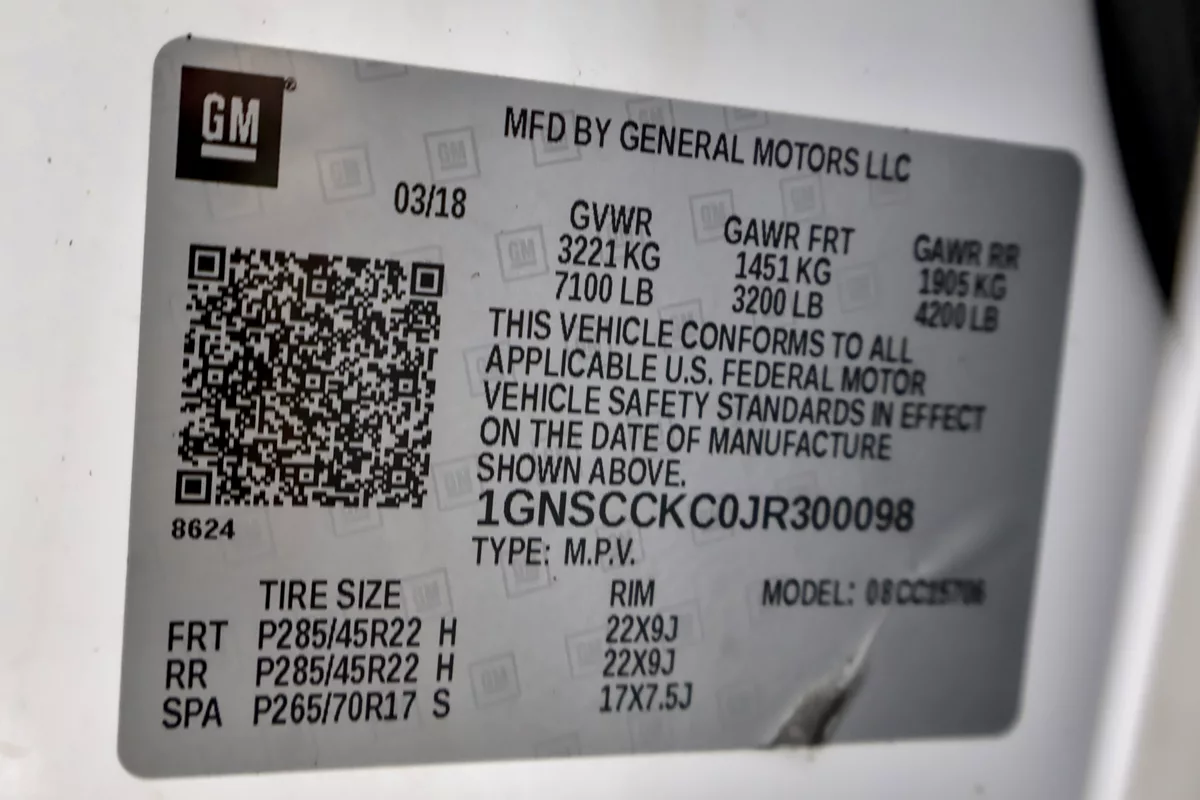 GM
MFD BY GENERAL MOTORS LLC
03/18
GVWR GAWR FRT GAWR RR
3221 KG 1451 KG 1905 KG
7100 LB 3200 LB 4200 LB
THIS VEHICLE CONFORMS TO ALL
APPLICABLE U.S. FEDERAL MOTOR
VEHICLE SAFETY STANDARDS IN EFFECT
ON THE DATE OF MANUFACTURE
SHOWN ABOVE.
8624
1GNSCCKC0JR300098
TYPE: M.P.V.
TIRE SIZE RIM MODEL: 08 CC15706
FRT P285/45R22 H 22X9J
RR P285/45R22 H 22X9J
SPA P265/70R17 S 17X7.5J